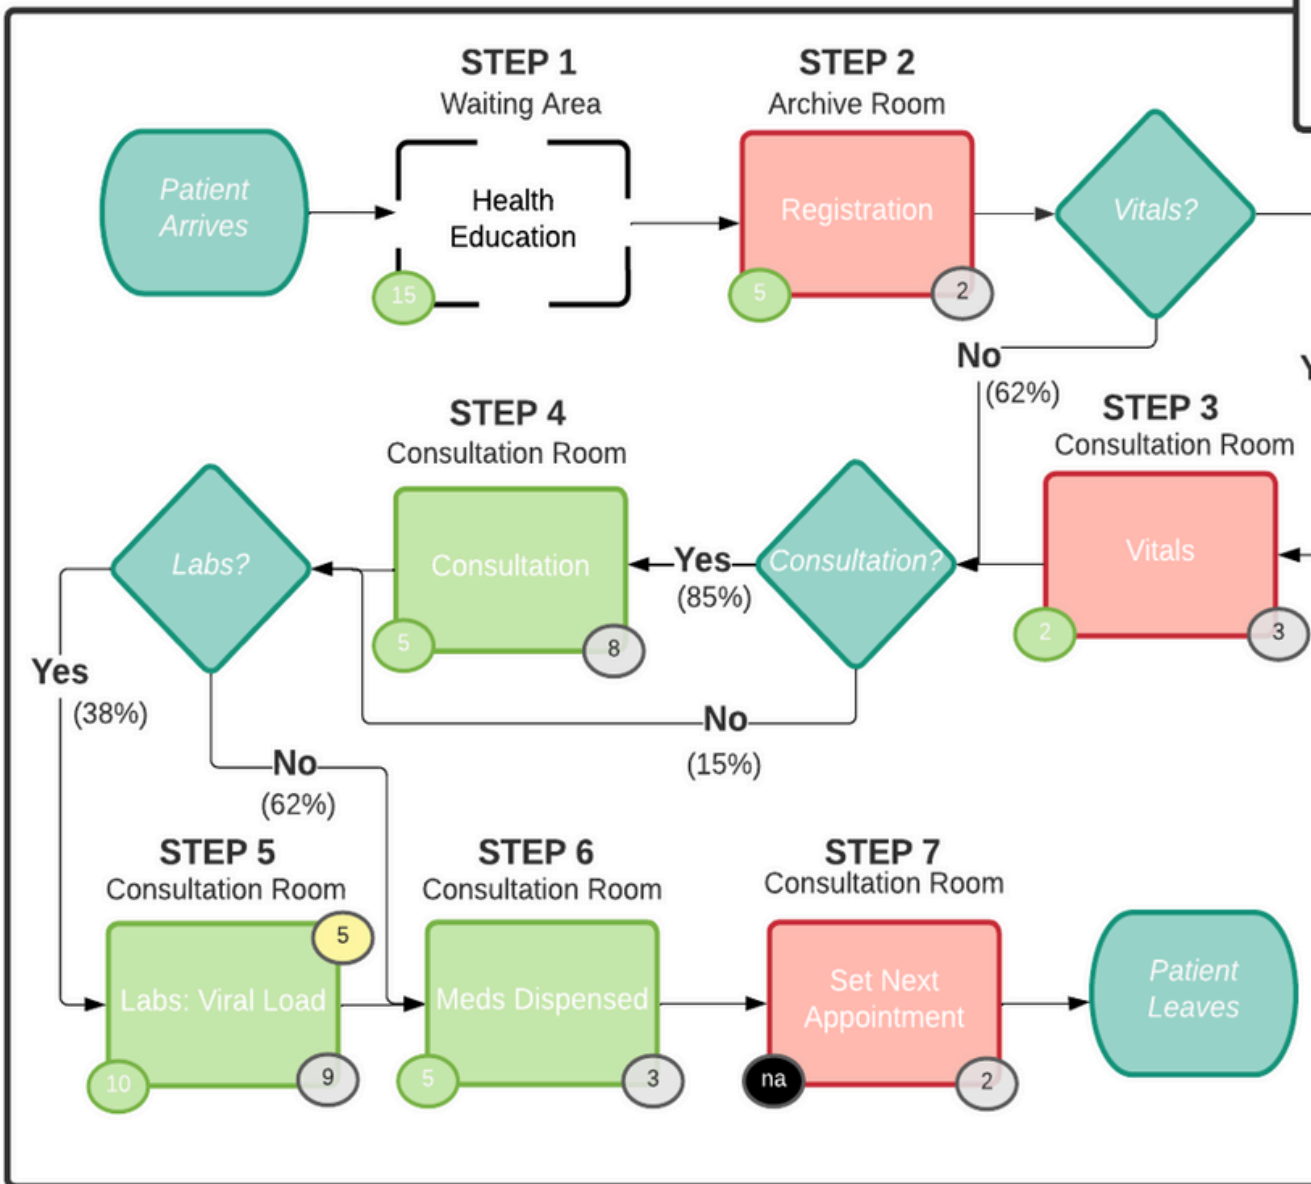 STEP 1
Waiting Area
STEP 2
Archive Room
Patient
Arrives
Health
Education
15
Registration
5
2
Vitals?
No
(62%)
Y
STEP 3
Consultation Room
Vitals
2
3
Consultation?
Yes
(85%)
No
(15%)
STEP 4
Consultation Room
Consultation
5
8
Labs?
Yes
(38%)
No
(62%)
STEP 5
Consultation Room
5
Labs: Viral Load
10
9
STEP 6
Consultation Room
Meds Dispensed
5
3
STEP 7
Consultation Room
Set Next
Appointment
na
2
Patient
Leaves